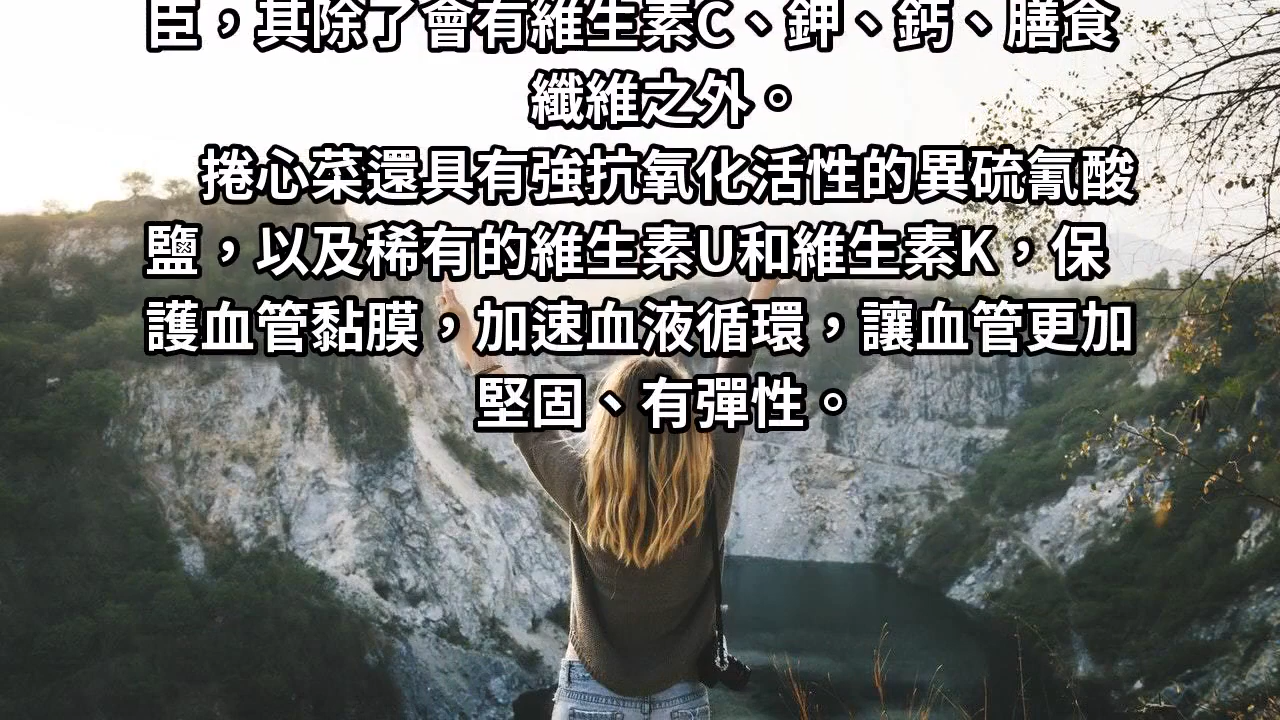 臣，其除了會有維生素C、鉀、鈣、膳食
纖維之外。
捲心菜還具有強抗氧化活性的異硫氰酸
鹽，以及稀有的維生素U和維生素K，保
護血管黏膜，加速血液循環，讓血管更加
堅固、有彈性。